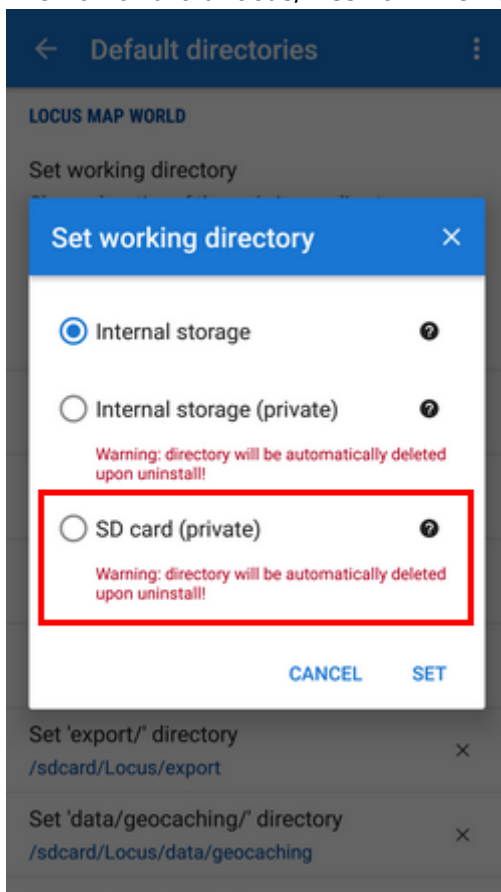 Default directories
LOCUS MAP WORLD
Set working directory
Set working directory
Internal storage
Internal storage (private)
Warning: directory will be automatically deleted
upon uninstall!
SD card (private)
Warning: directory will be automatically deleted
upon uninstall!
CANCEL SET
Set 'export/' directory
/sdcard/Locus/export
Set 'data/geocaching/' directory
/sdcard/Locus/data/geocaching